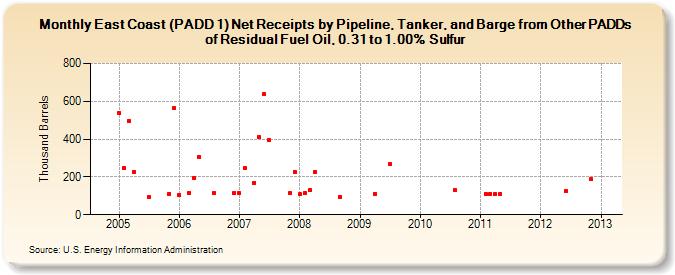 Monthly East Coast (PADD 1) Net Receipts by Pipeline, Tanker, and Barge from Other PADDs
of Residual Fuel Oil, 0.31 to 1.00% Sulfur
Thousand Barrels
800
600
400
200
0
2005 2006 2007 2008 2009 2010 2011 2012 2013
Source: U.S. Energy Information Administration